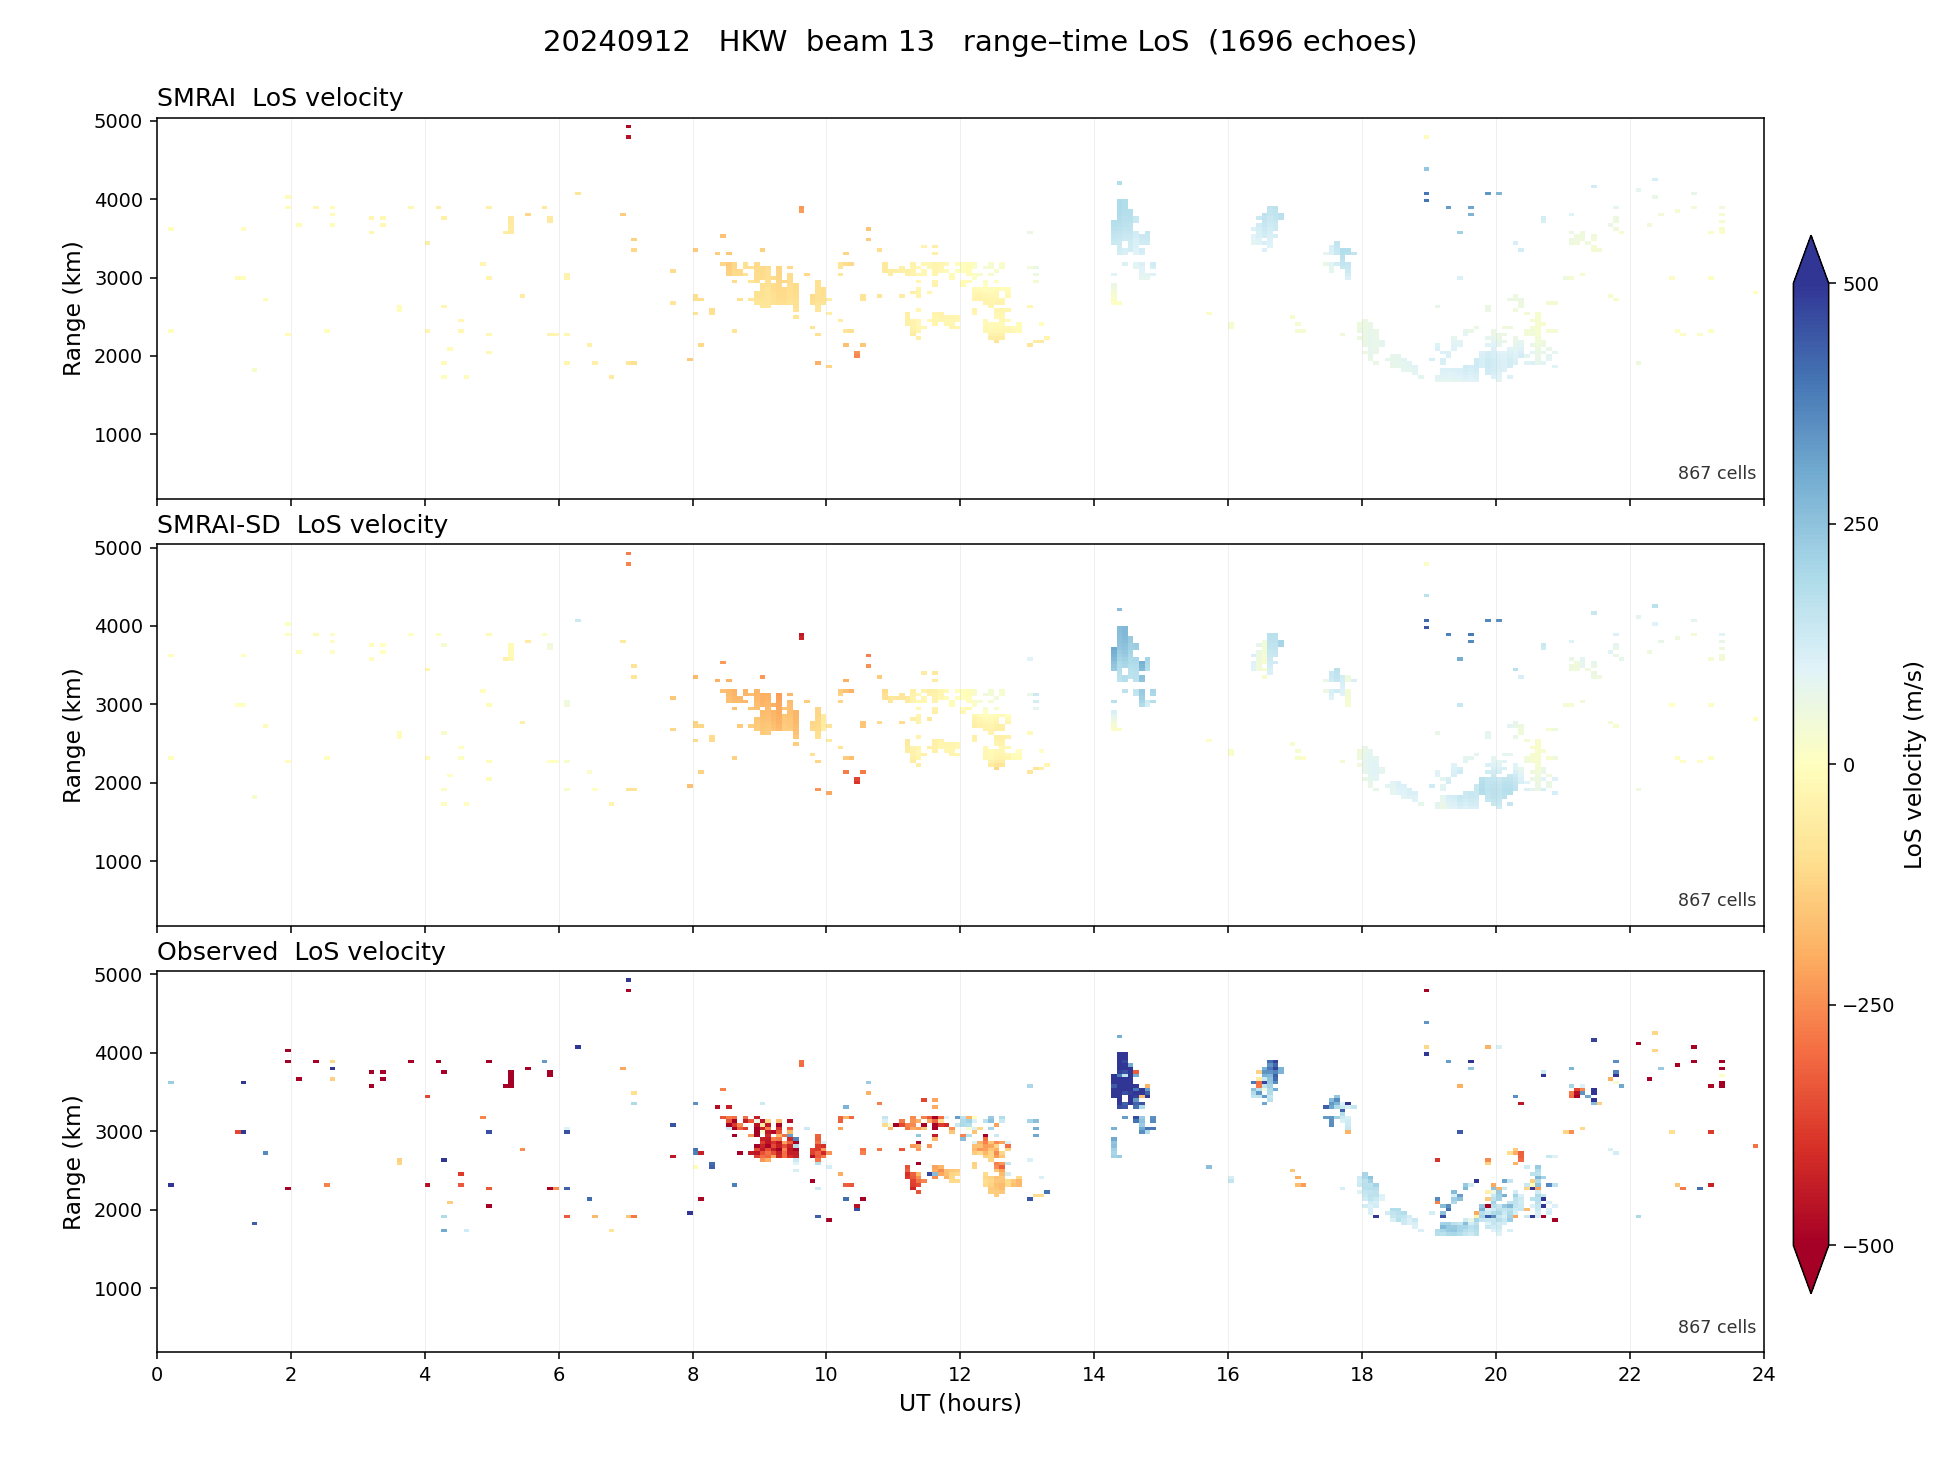 20240912   HKW  beam 13   range–time LoS  (1696 echoes)
SMRAI  LoS velocity
5000
4000
3000
2000
1000
Range (km)
867 cells
SMRAI-SD  LoS velocity
5000
4000
3000
2000
1000
Range (km)
867 cells
Observed  LoS velocity
5000
4000
3000
2000
1000
Range (km)
867 cells
0 2 4 6 8 10 12 14 16 18 20 22 24
UT (hours)
500
250
0
−250
−500
LoS velocity (m/s)